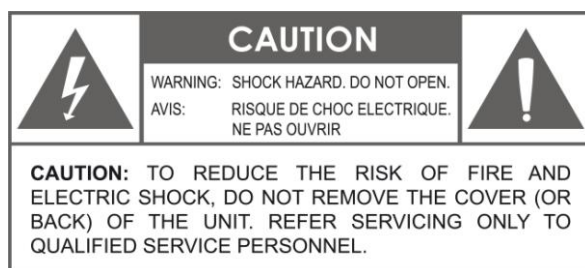 CAUTION
WARNING: SHOCK HAZARD. DO NOT OPEN.
AVIS: RISQUE DE CHOC ELECTRIQUE.
NE PAS OUVRIR
CAUTION: TO REDUCE THE RISK OF FIRE AND
ELECTRIC SHOCK, DO NOT REMOVE THE COVER (OR
BACK) OF THE UNIT. REFER SERVICING ONLY TO
QUALIFIED SERVICE PERSONNEL.